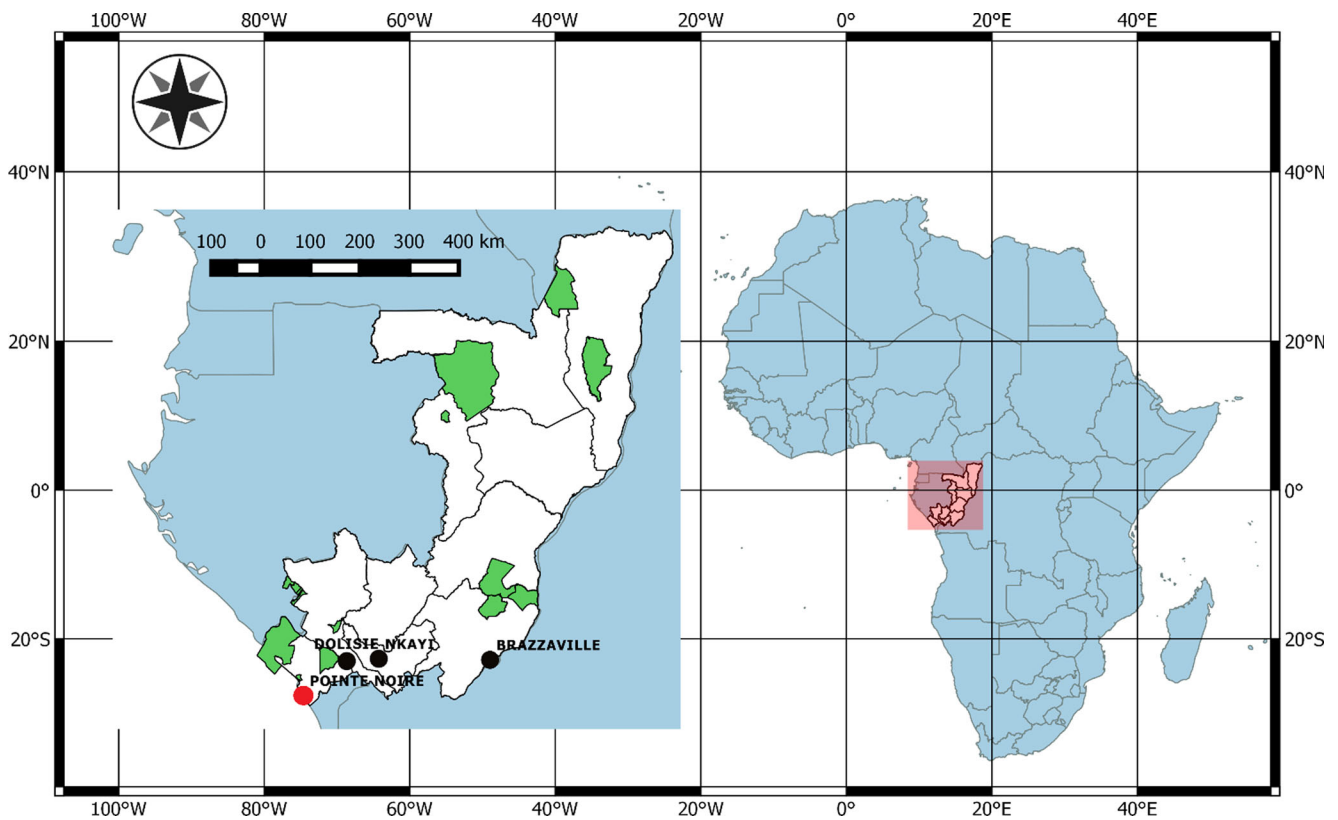 100°W 80°W 60°W 40°W 20°W 0° 20°E 40°E
40°N 40°N
100 0 100 200 300 400 km
20°N 20°N
0° 0°
20°S 20°S
DOLISIE NKAYI BRAZZAVILLE
POINTE NOIRE
100°W 80°W 60°W 40°W 20°W 0° 20°E 40°E